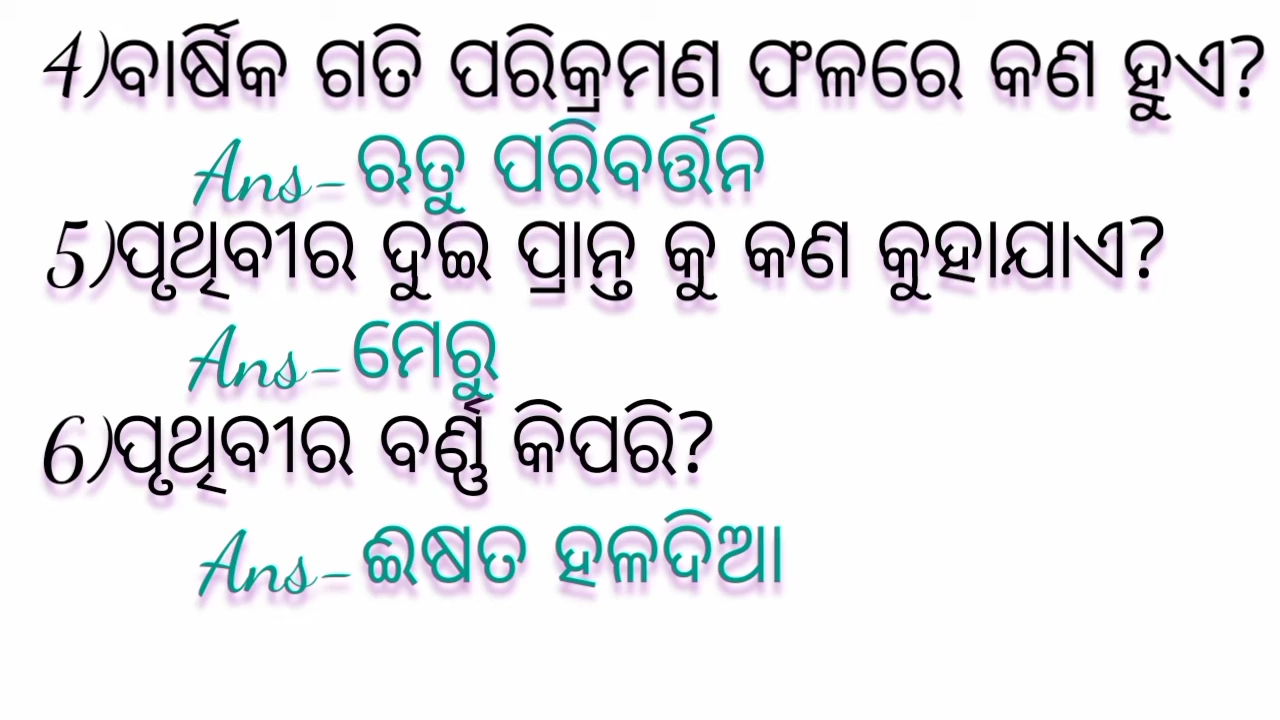 4)ବାର୍ଷିକ ଗତି ପରିକ୍ରମଣ ଫଳରେ କଣ ହୁଏ?
Ans-ଋତୁ ପରିବର୍ତ୍ତନ
5)ପୃଥିବୀର ଦୁଇ ପ୍ରାନ୍ତ କୁ କଣ କୁହାଯାଏ?
Ans-ମେରୁ
6)ପୃଥିବୀର ବର୍ଣ୍ଣ କିପରି?
Ans-ଈଷତ ହଳଦିଆ